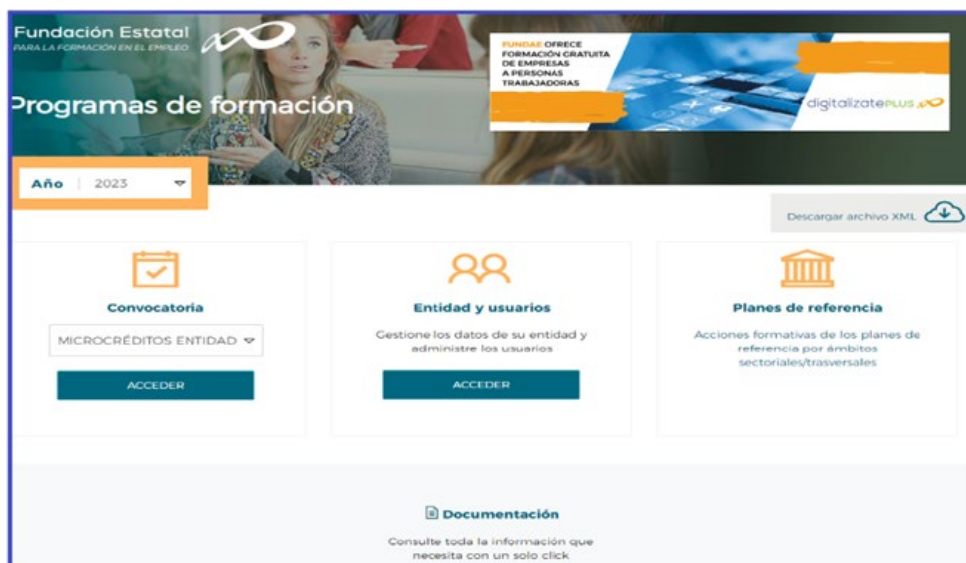 Fundación Estatal
PARA LA FORMACIÓN EN EL EMPLEO
FUNDAE OFRECE
FORMACIÓN GRATUITA
DE EMPRESAS
A PERSONAS
TRABAJADORAS
digitalizatePLUS
Programas de formación
Año 2023
Descargar archivo XML
Convocatoria
MICROCRÉDITOS ENTIDAD
ACCEDER
Entidad y usuarios
Gestione los datos de su entidad y
administre los usuarios
ACCEDER
Planes de referencia
Acciones formativas de los planes de
referencia por ámbitos
sectoriales/trasversales
Documentación
Consulte toda la información que
necesita con un solo click